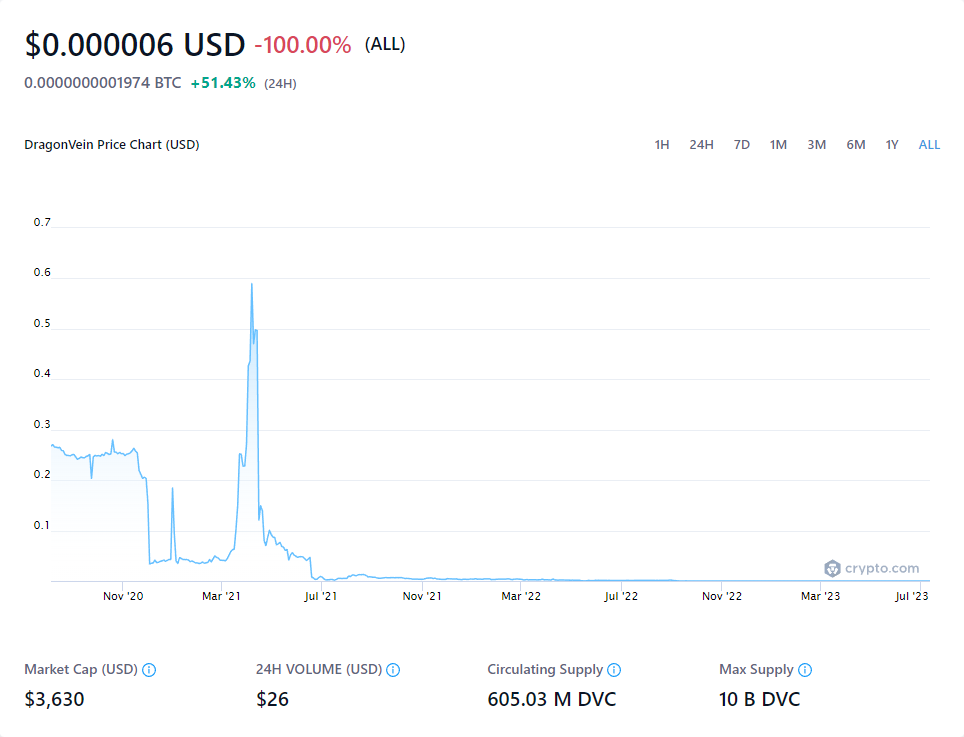 $0.000006 USD -100.00% (ALL)
0.0000000001974 BTC +51.43% (24H)
DragonVein Price Chart (USD) 1H 24H 7D 1M 3M 6M 1Y ALL
0.7
0.6
0.5
0.4
0.3
0.2
0.1
crypto.com
Nov '20 Mar '21 Jul '21 Nov '21 Mar '22 Jul '22 Nov '22 Mar '23 Jul '23
Market Cap (USD) 24H VOLUME (USD) Circulating Supply Max Supply
$3,630 $26 605.03 M DVC 10 B DVC